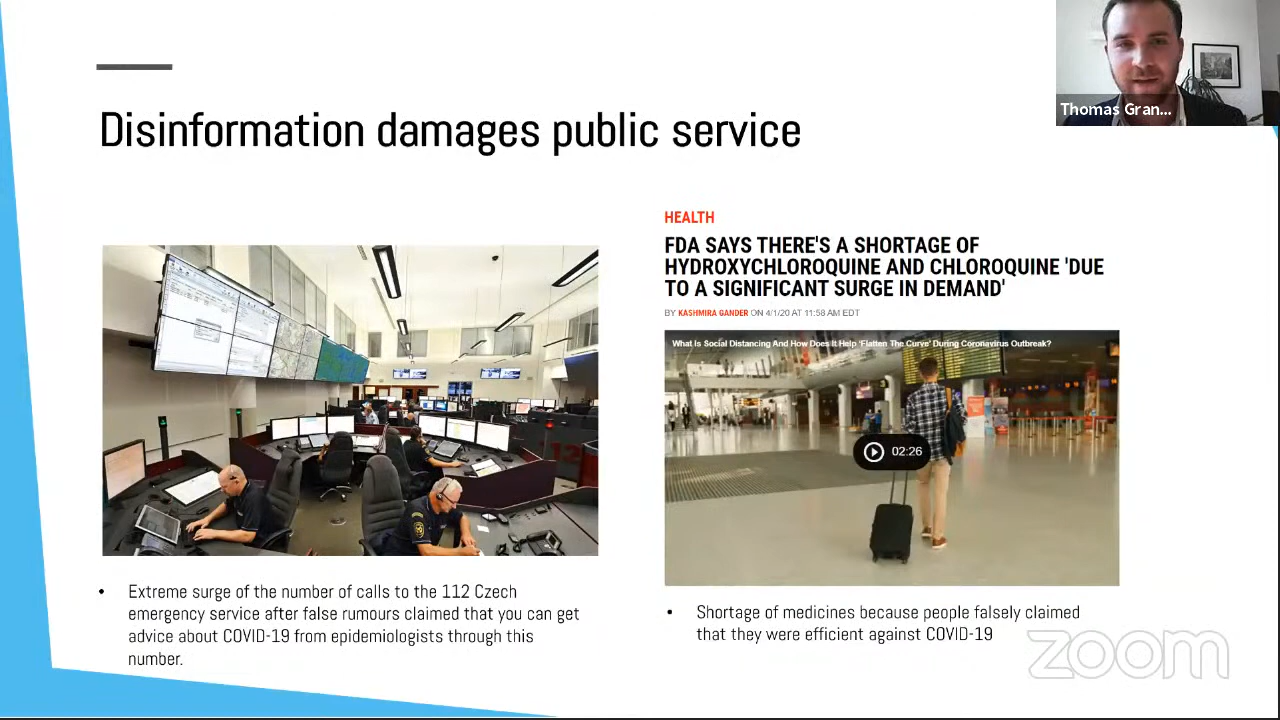 Thomas Gran...
Disinformation damages public service
HEALTH
FDA SAYS THERE'S A SHORTAGE OF
HYDROXYCHLOROQUINE AND CHLOROQUINE 'DUE
TO A SIGNIFICANT SURGE IN DEMAND'
BY KASHMIRA GANDER ON 4/1/20 AT 11:58 AM EDT
What Is Social Distancing And How Does It Help 'Flatten The Curve' During Coronavirus Outbreak?
02:26
• Extreme surge of the number of calls to the 112 Czech
emergency service after false rumours claimed that you can get
advice about COVID-19 from epidemiologists through this
number.
• Shortage of medicines because people falsely claimed
that they were efficient against COVID-19
zoom